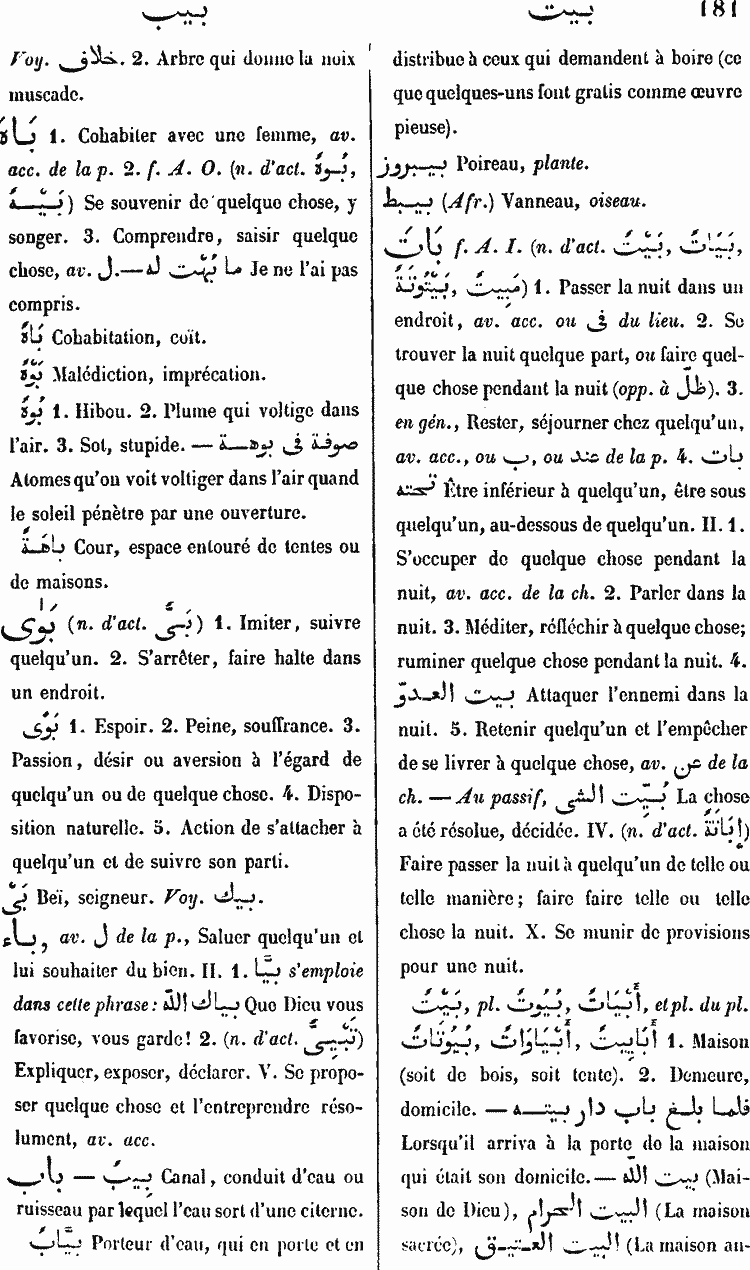 بيب بيت 181
Voy. خلاف. 2. Arbre qui donne la noix
muscade.
بَاهَ 1. Cohabiter avec une femme, av.
acc. de la p. 2. f. A. O. (n. d'act. بُوهٌ,
بَيْهٌ) Se souvenir de quelque chose, y
songer. 3. Comprendre, saisir quelque
chose, av. ل.— ما بُهْت له Je ne l'ai pas
compris.
بَاهٌ Cohabitation, coït.
بَوْهٌ Malédiction, imprécation.
بُوهٌ 1. Hibou. 2. Plume qui voltige dans
l'air. 3. Sot, stupide. — صوفة فى بوهـة
Atomes qu'on voit voltiger dans l'air quand
le soleil pénètre par une ouverture.
بَاهَةٌ Cour, espace entouré de tentes ou
de maisons.
بَوَى (n. d'act. بَىٌّ) 1. Imiter, suivre
quelqu'un. 2. S'arrêter, faire halte dans
un endroit.
بَوًى 1. Espoir. 2. Peine, souffrance. 3.
Passion, désir ou aversion à l'égard de
quelqu'un ou de quelque chose. 4. Dispo-
sition naturelle. 5. Action de s'attacher à
quelqu'un et de suivre son parti.
بَىْ Beï, seigneur. Voy. بيك.
باء, av. ل de la p., Saluer quelqu'un et
lui souhaiter du bien. II. 1. بَيَّا s'emploie
dans cette phrase: بياك الله Que Dieu vous
favorise, vous garde! 2. (n. d'act. تَبْيِىٌّ)
Expliquer, exposer, déclarer. V. Se propo-
ser quelque chose et l'entreprendre réso-
lument, av. acc.
باب — بِيبٌ Canal, conduit d'eau ou
ruisseau par lequel l'eau sort d'une citerne.
بَيَّابٌ Porteur d'eau, qui en porte et en
distribue à ceux qui demandent à boire (ce
que quelques-uns font gratis comme œuvre
pieuse).
بيبروز Poireau, plante.
بيبط (Afr.) Vanneau, oiseau.
بَاتَ f. A. I. (n. d'act. بَيْتٌ, بَيَاتٌ,
مَبِيتٌ, بَيْتُوتَةٌ) 1. Passer la nuit dans un
endroit, av. acc. ou فى du lieu. 2. Se
trouver la nuit quelque part, ou faire quel-
que chose pendant la nuit (opp. à ظلّ). 3.
en gén., Rester, séjourner chez quelqu'un,
av. acc., ou ب, ou عند de la p. 4. بات
تحته Être inférieur à quelqu'un, être sous
quelqu'un, au-dessous de quelqu'un. II. 1.
S'occuper de quelque chose pendant la
nuit, av. acc. de la ch. 2. Parler dans la
nuit. 3. Méditer, réfléchir à quelque chose;
ruminer quelque chose pendant la nuit. 4.
بيت العدوّ Attaquer l'ennemi dans la
nuit. 5. Retenir quelqu'un et l'empêcher
de se livrer à quelque chose, av. عن de la
ch. — Au passif, بُيّت الشى La chose
a été résolue, décidée. IV. (n. d'act. إِبَاتَةٌ)
Faire passer la nuit à quelqu'un de telle ou
telle manière; faire faire telle ou telle
chose la nuit. X. Se munir de provisions
pour une nuit.
بَيْتٌ, pl. بُيُوتٌ, أَبْيَاتٌ, et pl. du pl.
أَبَابِيتٌ, أَبْيَاوَاتٌ, بُيُوتَاتٌ 1. Maison
(soit de bois, soit tente). 2. Demeure,
domicile. — فلما بلغ باب دار بيتـه
Lorsqu'il arriva à la porte de la maison
qui était son domicile. — بيت الله (Mai-
son de Dieu), البيت الحرام (La maison
sacrée), البيت العتيق (La maison an-